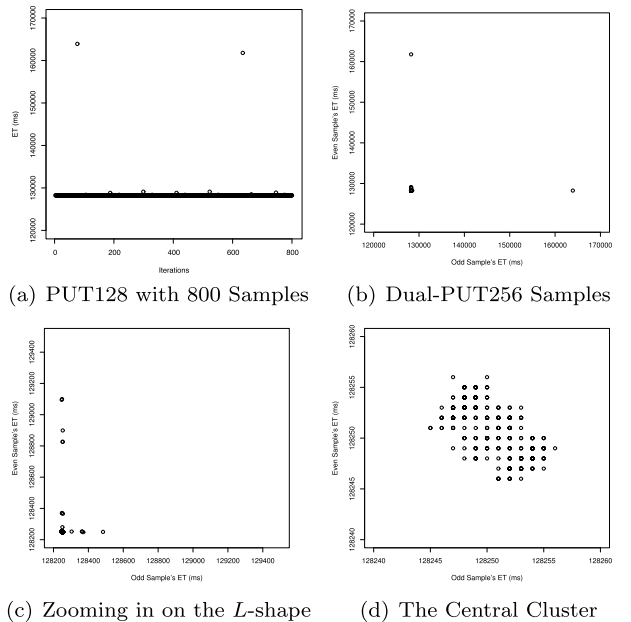 170000
160000
150000
140000
130000
120000
ET (ms)
0 200 400 600 800
Iterations
(a) PUT128 with 800 Samples
170000
160000
150000
140000
130000
120000
Even Sample's ET (ms)
120000 130000 140000 150000 160000 170000
Odd Sample's ET (ms)
(b) Dual-PUT256 Samples
129400
129200
129000
128800
128600
128400
128200
Even Sample's ET (ms)
128200 128400 128600 128800 129000 129200 129400
Odd Sample's ET (ms)
(c) Zooming in on the L-shape
128260
128255
128250
128245
128240
Even Sample's ET (ms)
128240 128245 128250 128255 128260
Odd Sample's ET (ms)
(d) The Central Cluster